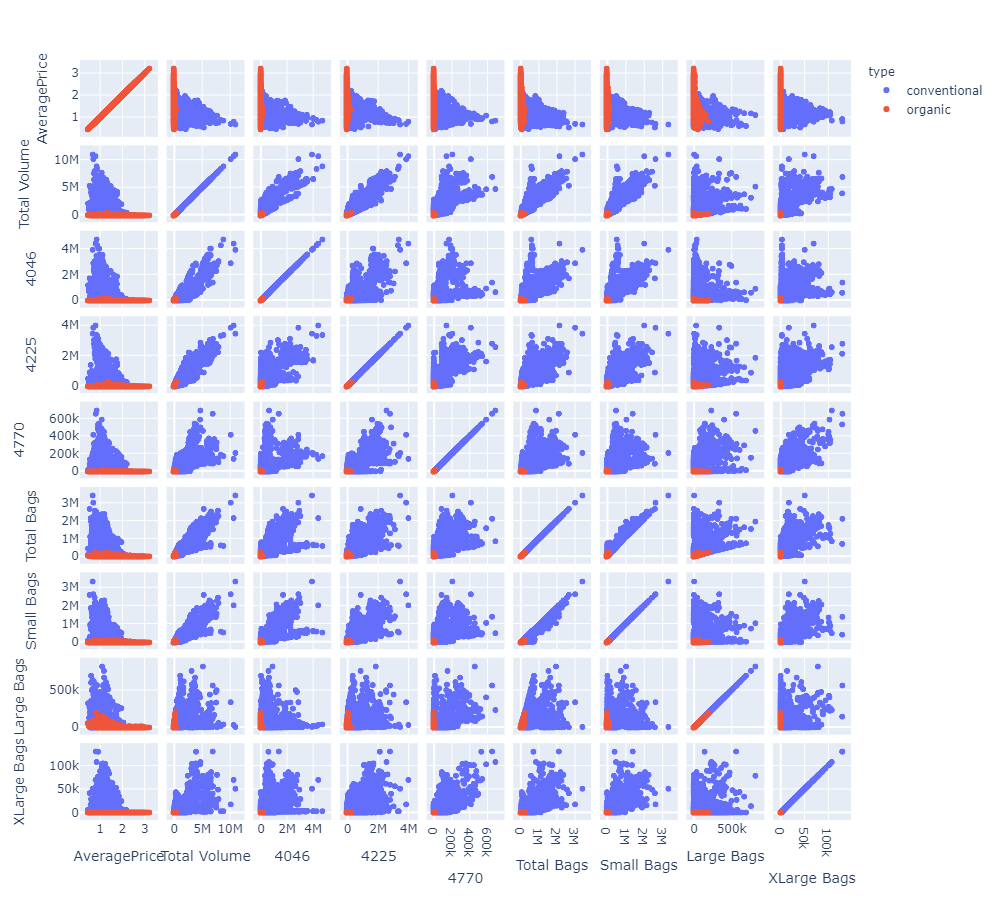 type
conventional
organic
AveragePrice
3
2
1
Total Volume
10M
5M
0
4046
4M
2M
0
4225
4M
2M
0
4770
600k
400k
200k
0
Total Bags
3M
2M
1M
0
Small Bags
3M
2M
1M
0
Large Bags
500k
0
XLarge Bags
100k
50k
0
1 2 3 0 5M 10M 0 2M 4M 0 2M 4M 0 200k 400k 600k 0 1M 2M 3M 0 1M 2M 3M 0 500k 0 50k 100k
AveragePrice Total Volume 4046 4225 4770 Total Bags Small Bags Large Bags XLarge Bags